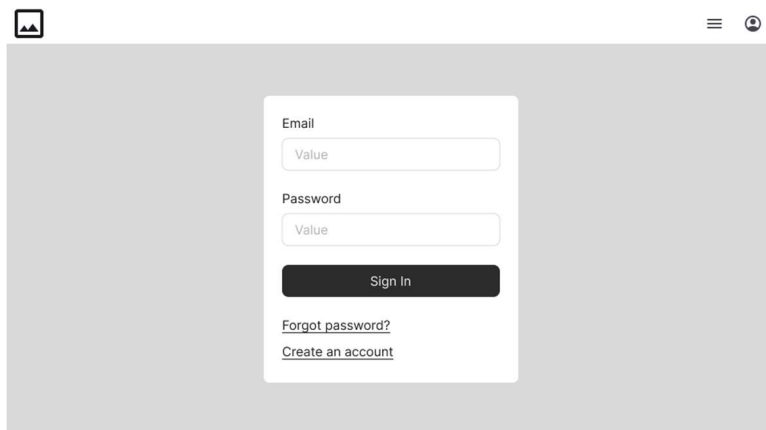 Email
Value
Password
Value
Sign In
Forgot password?
Create an account